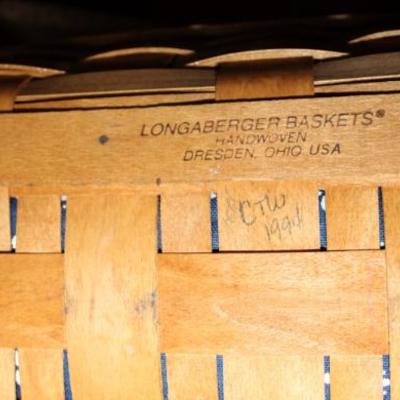 LONGABERGER BASKETS®
HANDWOVEN
DRESDEN, OHIO USA
CTW
1994